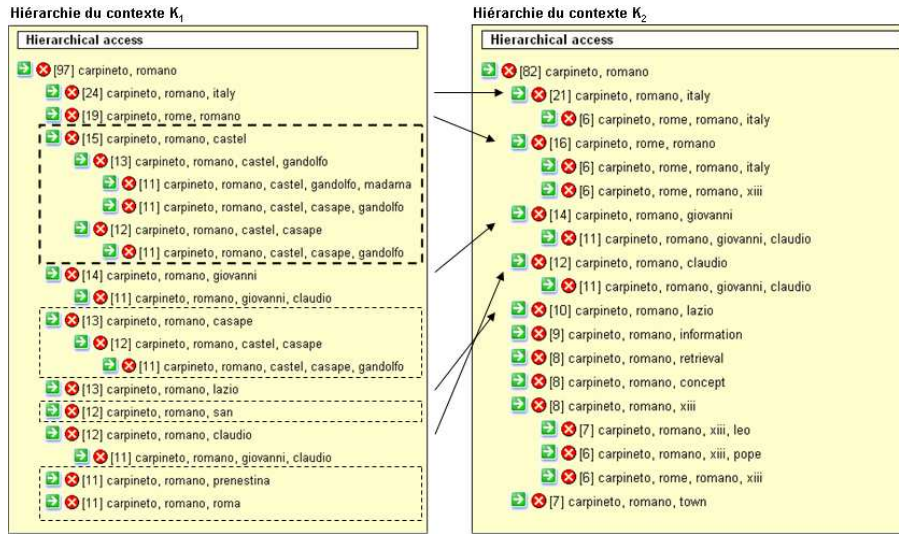 Hiérarchie du contexte K1
Hierarchical access
[97] carpineto, romano
[24] carpineto, romano, italy
[19] carpineto, rome, romano
[15] carpineto, romano, castel
[13] carpineto, romano, castel, gandolfo
[11] carpineto, romano, castel, gandolfo, madama
[11] carpineto, romano, castel, casape, gandolfo
[12] carpineto, romano, castel, casape
[11] carpineto, romano, castel, casape, gandolfo
[14] carpineto, romano, giovanni
[11] carpineto, romano, giovanni, claudio
[13] carpineto, romano, casape
[12] carpineto, romano, castel, casape
[11] carpineto, romano, castel, casape, gandolfo
[13] carpineto, romano, lazio
[12] carpineto, romano, san
[12] carpineto, romano, claudio
[11] carpineto, romano, giovanni, claudio
[11] carpineto, romano, prenestina
[11] carpineto, romano, roma
Hiérarchie du contexte K2
Hierarchical access
[82] carpineto, romano
[21] carpineto, romano, italy
[6] carpineto, rome, romano, italy
[16] carpineto, rome, romano
[6] carpineto, rome, romano, italy
[6] carpineto, rome, romano, xiii
[14] carpineto, romano, giovanni
[11] carpineto, romano, giovanni, claudio
[12] carpineto, romano, claudio
[11] carpineto, romano, giovanni, claudio
[10] carpineto, romano, lazio
[9] carpineto, romano, information
[8] carpineto, romano, retrieval
[8] carpineto, romano, concept
[8] carpineto, romano, xiii
[7] carpineto, romano, xiii, leo
[6] carpineto, romano, xiii, pope
[6] carpineto, rome, romano, xiii
[7] carpineto, romano, town